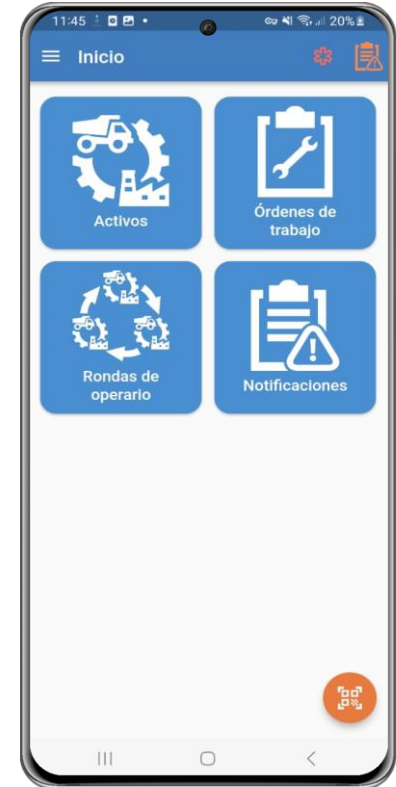 11:45
20%
Inicio
Activos
Órdenes de
trabajo
Rondas de
operario
Notificaciones